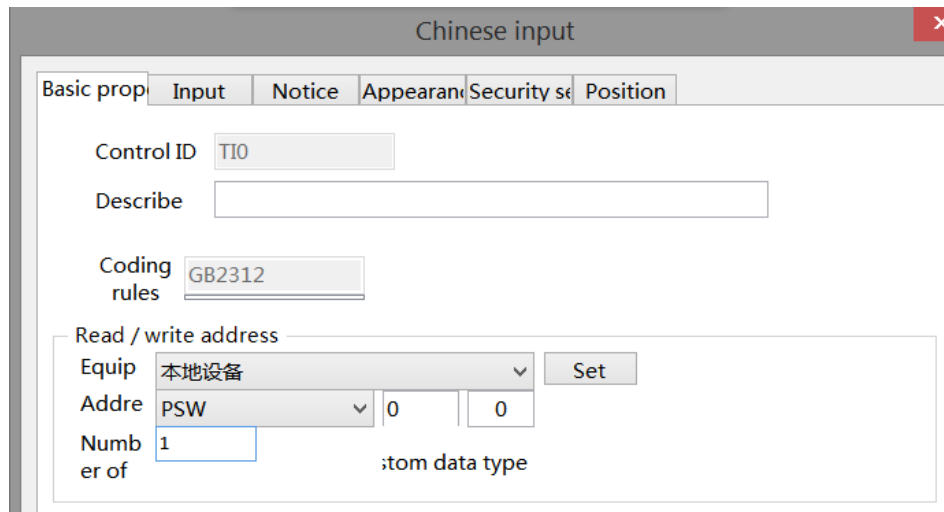 Chinese input
Basic prop Input Notice Appearan Security se Position
Control ID TI0
Describe
Coding rules GB2312
Read / write address
Equip 本地设备 Set
Addre PSW 0 0
Numb 1
er of stom data type